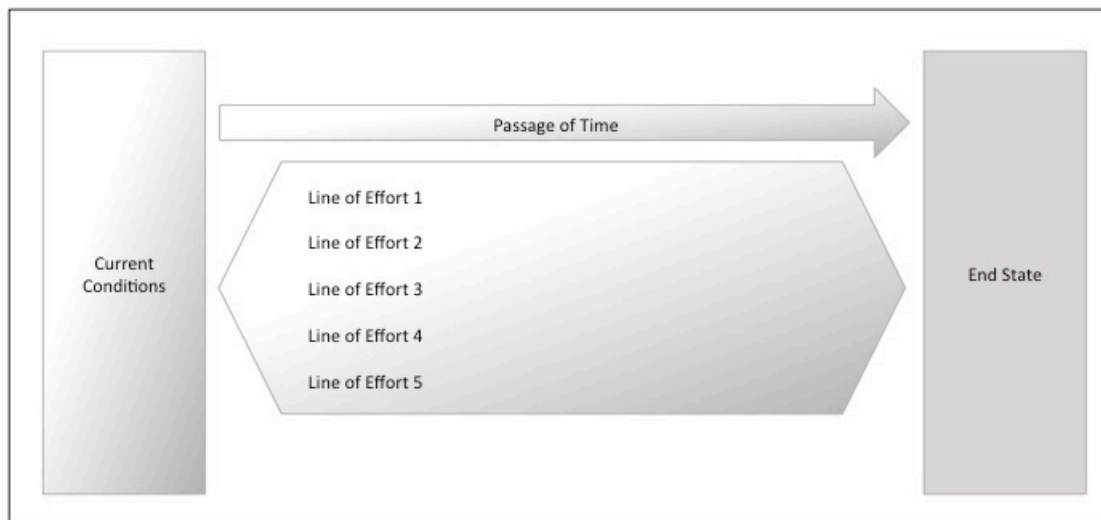 Passage of Time
Line of Effort 1
Line of Effort 2
Line of Effort 3
Line of Effort 4
Line of Effort 5
Current
Conditions
End State